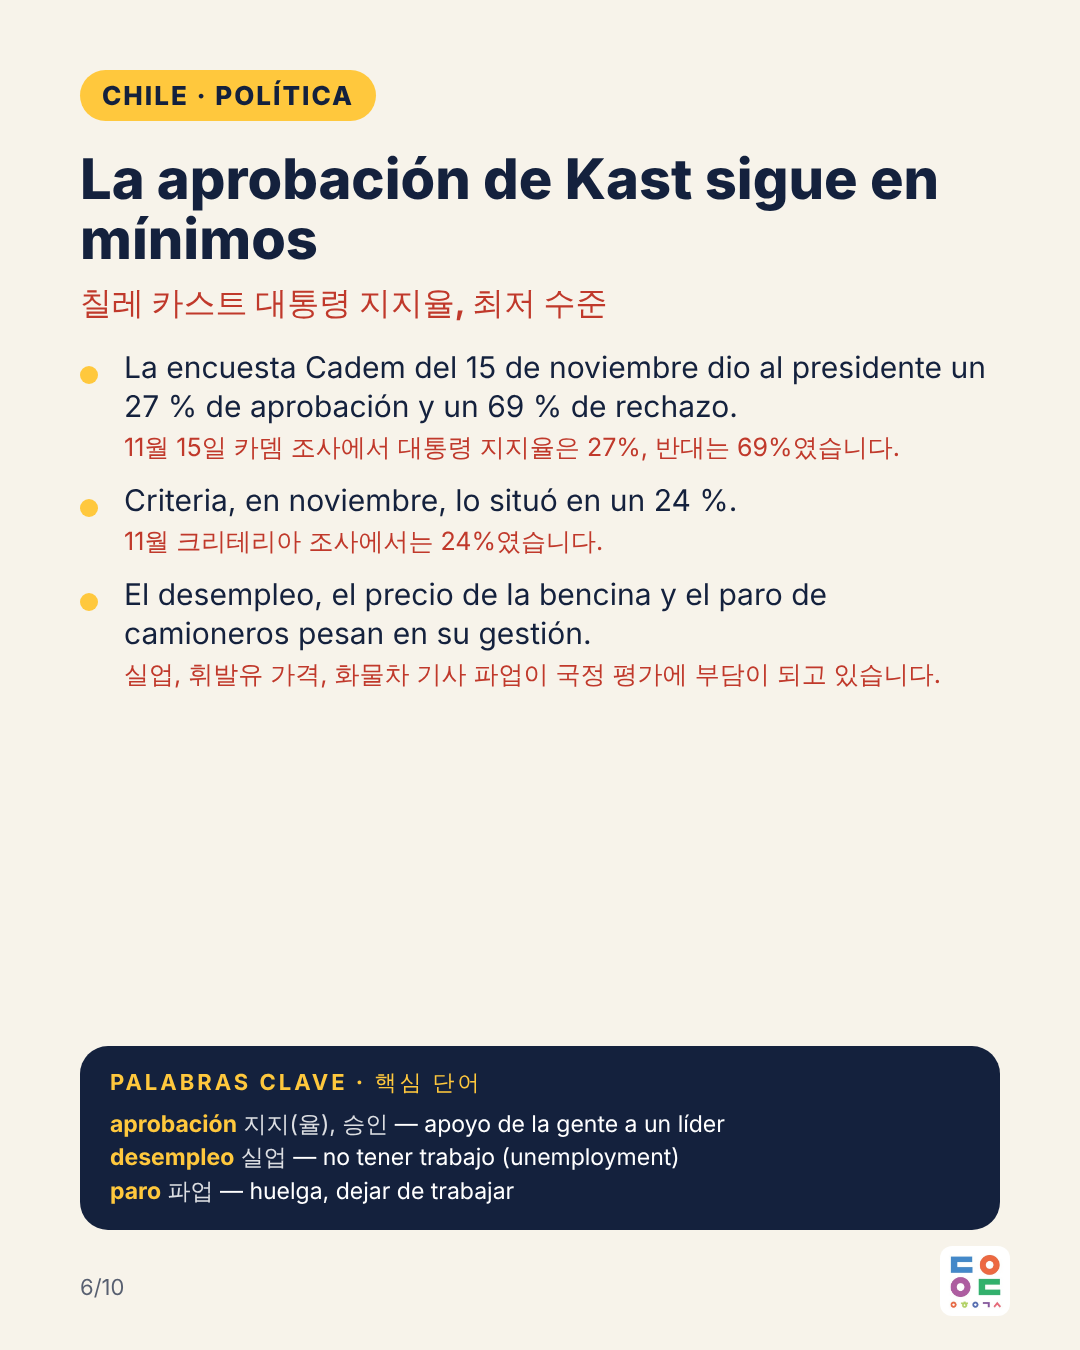 CHILE · POLÍTICA
La aprobación de Kast sigue en
mínimos
칠레 카스트 대통령 지지율, 최저 수준
La encuesta Cadem del 15 de noviembre dio al presidente un
27 % de aprobación y un 69 % de rechazo.
11월 15일 카뎀 조사에서 대통령 지지율은 27%, 반대는 69%였습니다.
Criteria, en noviembre, lo situó en un 24 %.
11월 크리테리아 조사에서는 24%였습니다.
El desempleo, el precio de la bencina y el paro de
camioneros pesan en su gestión.
실업, 휘발유 가격, 화물차 기사 파업이 국정 평가에 부담이 되고 있습니다.
PALABRAS CLAVE · 핵심 단어
aprobación 지지(율), 승인 — apoyo de la gente a un líder
desempleo 실업 — no tener trabajo (unemployment)
paro 파업 — huelga, dejar de trabajar
6/10